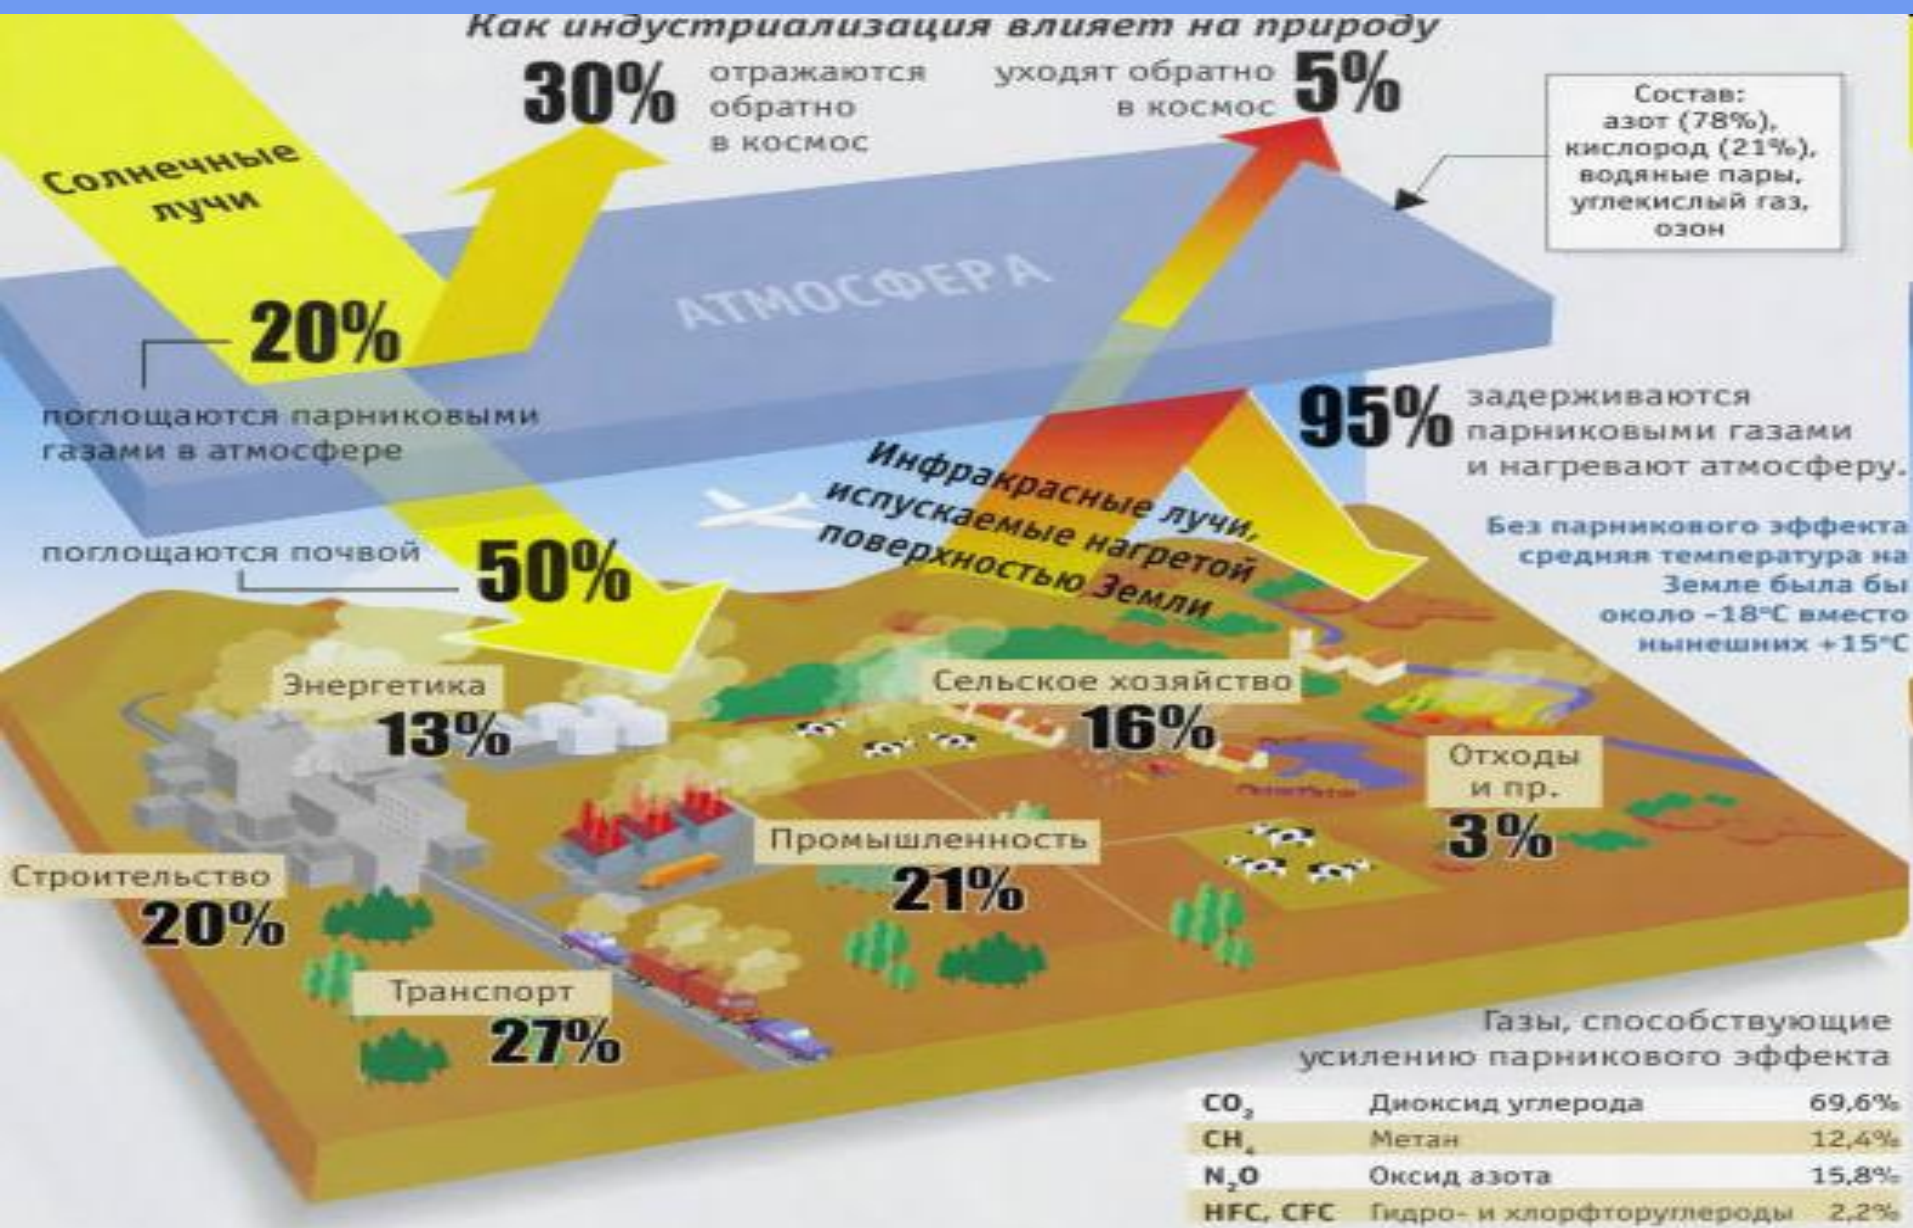 Как индустриализация влияет на природу
30%
отражаются
обратно
в космос
уходят обратно
в космос
5%
Состав:
азот (78%),
кислород (21%),
водяные пары,
углекислый газ,
озон
Солнечные
лучи
АТМОСФЕРА
20%
поглощаются парниковыми
газами в атмосфере
95%
задерживаются
парниковыми газами
и нагревают атмосферу.
Инфракрасные лучи,
испускаемые нагретой
поверхностью Земли
поглощаются почвой
50%
Без парникового эффекта
средняя температура на
Земле была бы
около -18°C вместо
нынешних +15°C
Энергетика
13%
Сельское хозяйство
16%
Отходы
и пр.
3%
Промышленность
21%
Строительство
20%
Транспорт
27%
Газы, способствующие
усилению парникового эффекта
CO₂ Диоксид углерода 69,6%
CH₄ Метан 12,4%
N₂O Оксид азота 15,8%
HFC, CFC Гидро- и хлорфторуглероды 2,2%